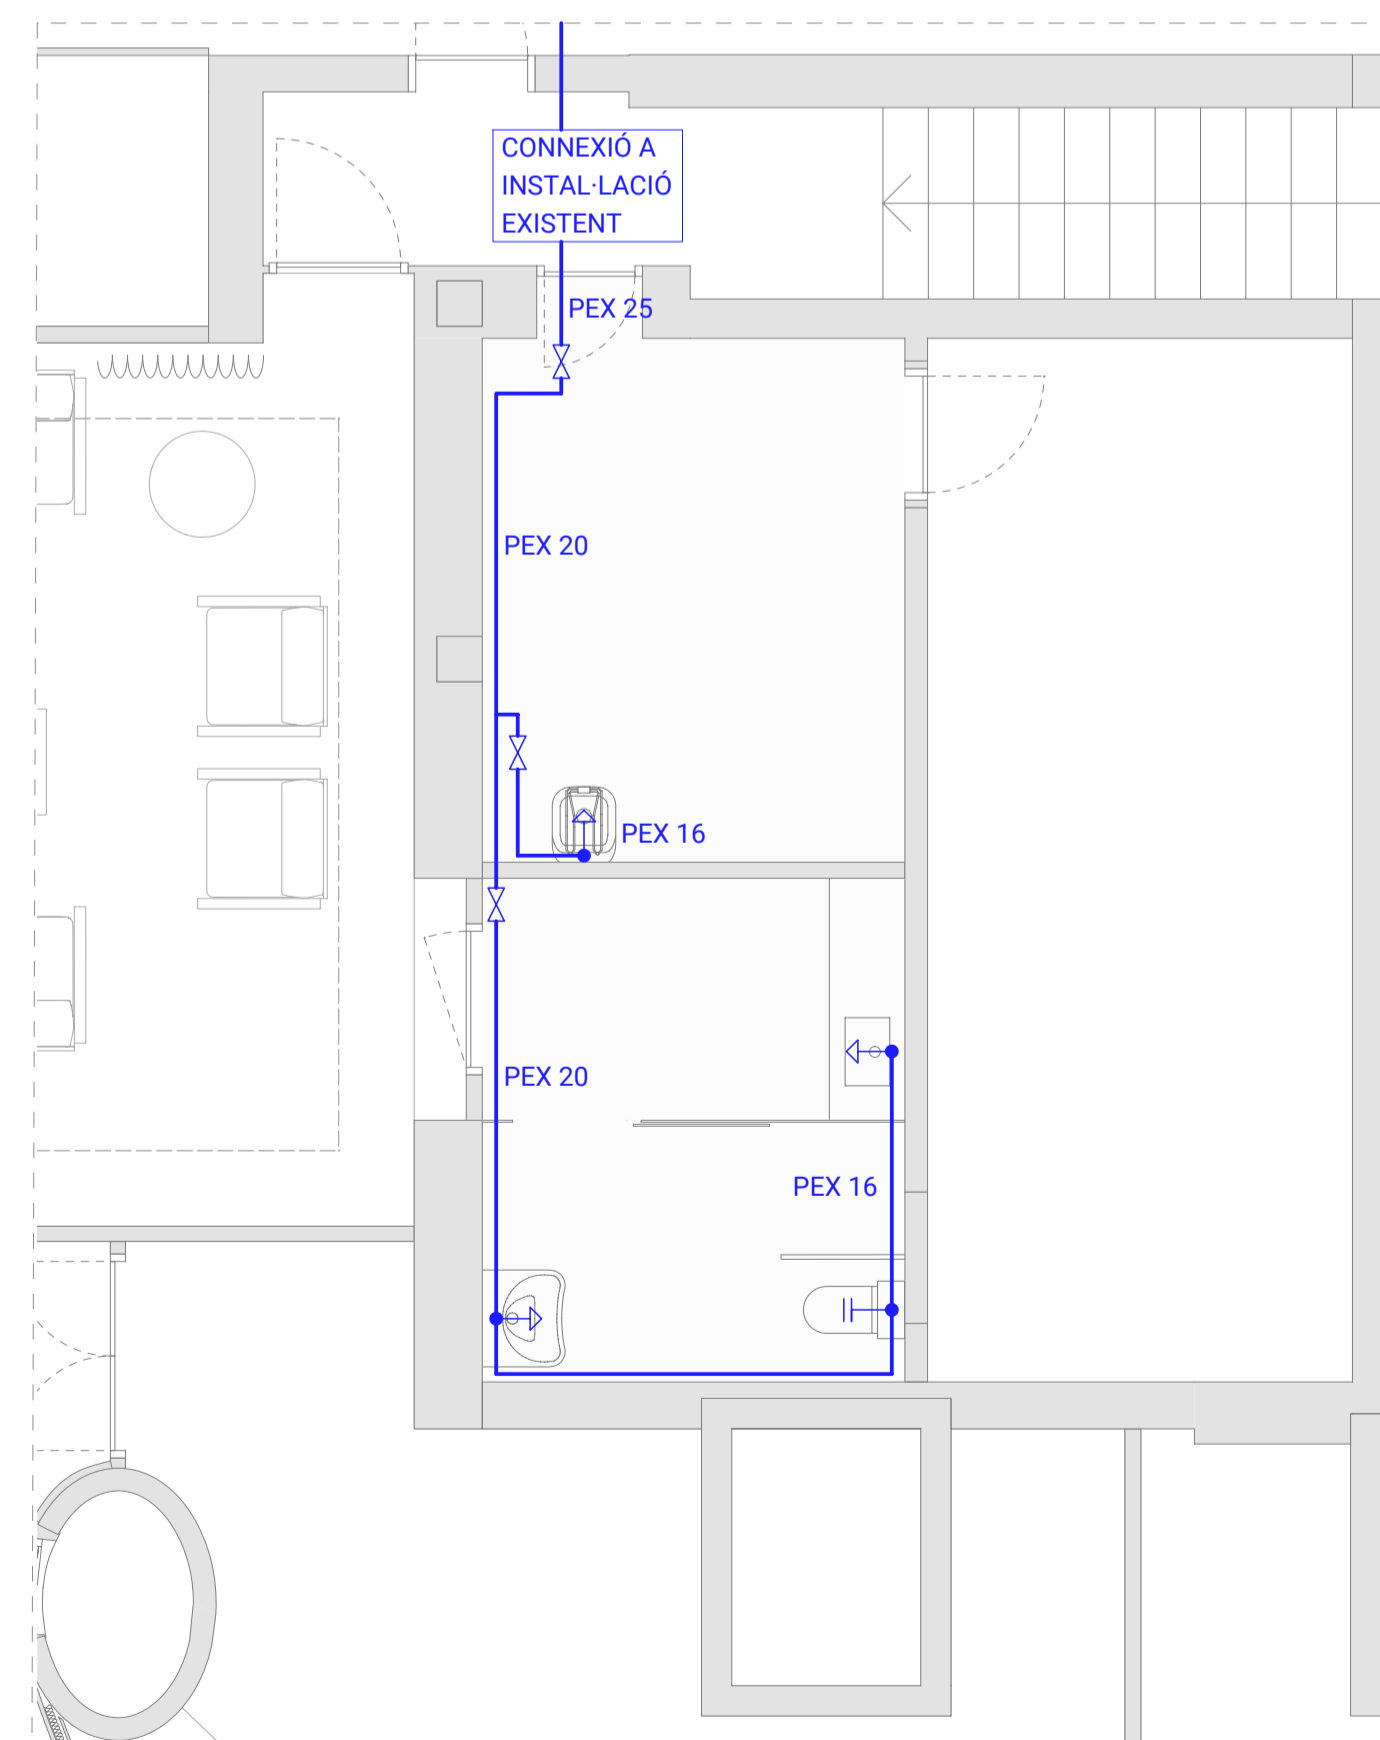 CONNEXIÓ A
INSTAL·LACIÓ
EXISTENT
PEX 25
PEX 20
PEX 16
PEX 20
PEX 16